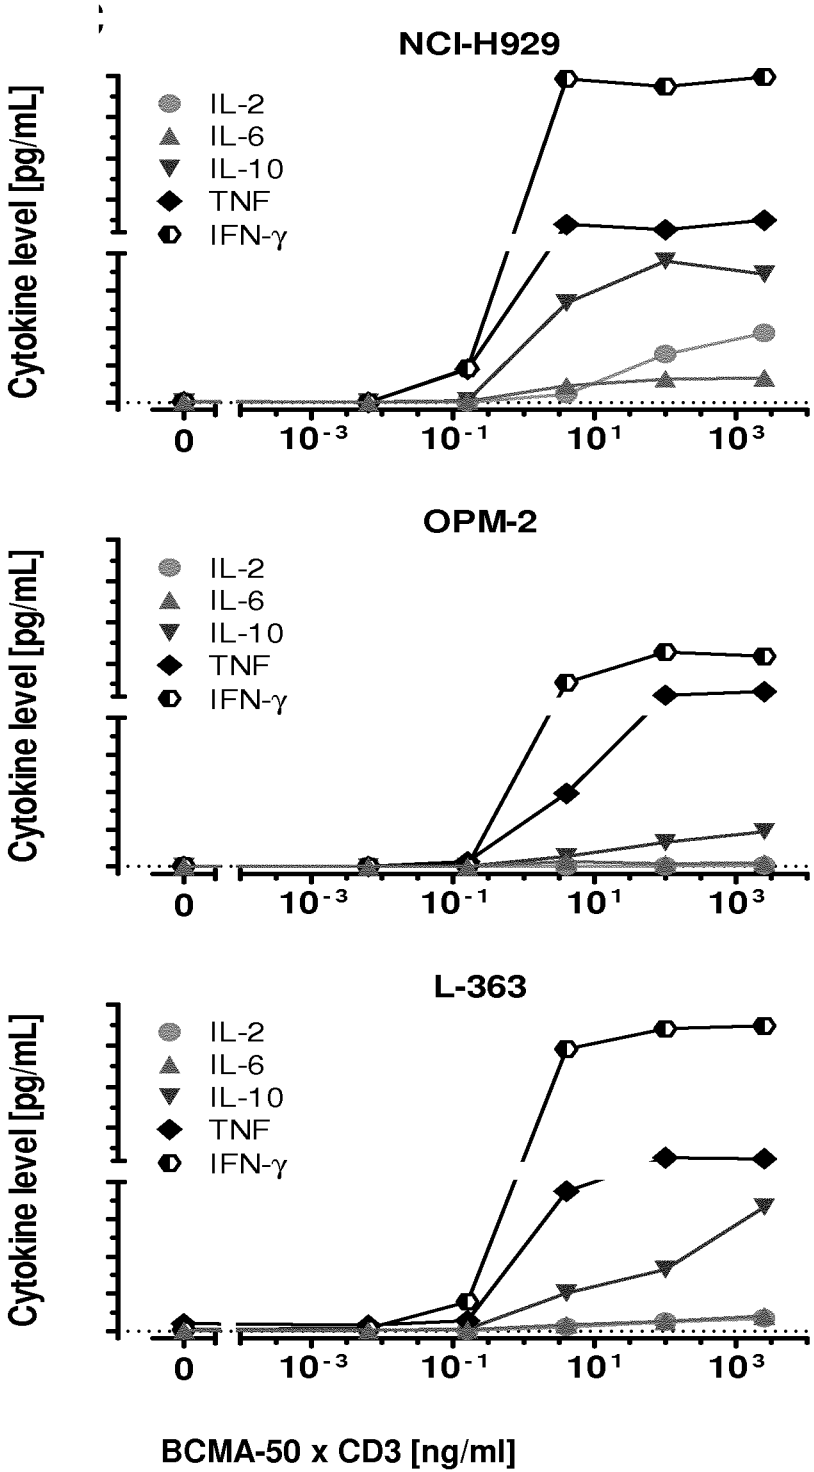 NCI-H929
Cytokine level [pg/mL]
IL-2
IL-6
IL-10
TNF
IFN-γ
0 10⁻³ 10⁻¹ 10¹ 10³
OPM-2
Cytokine level [pg/mL]
IL-2
IL-6
IL-10
TNF
IFN-γ
0 10⁻³ 10⁻¹ 10¹ 10³
L-363
Cytokine level [pg/mL]
IL-2
IL-6
IL-10
TNF
IFN-γ
0 10⁻³ 10⁻¹ 10¹ 10³
BCMA-50 x CD3 [ng/ml]